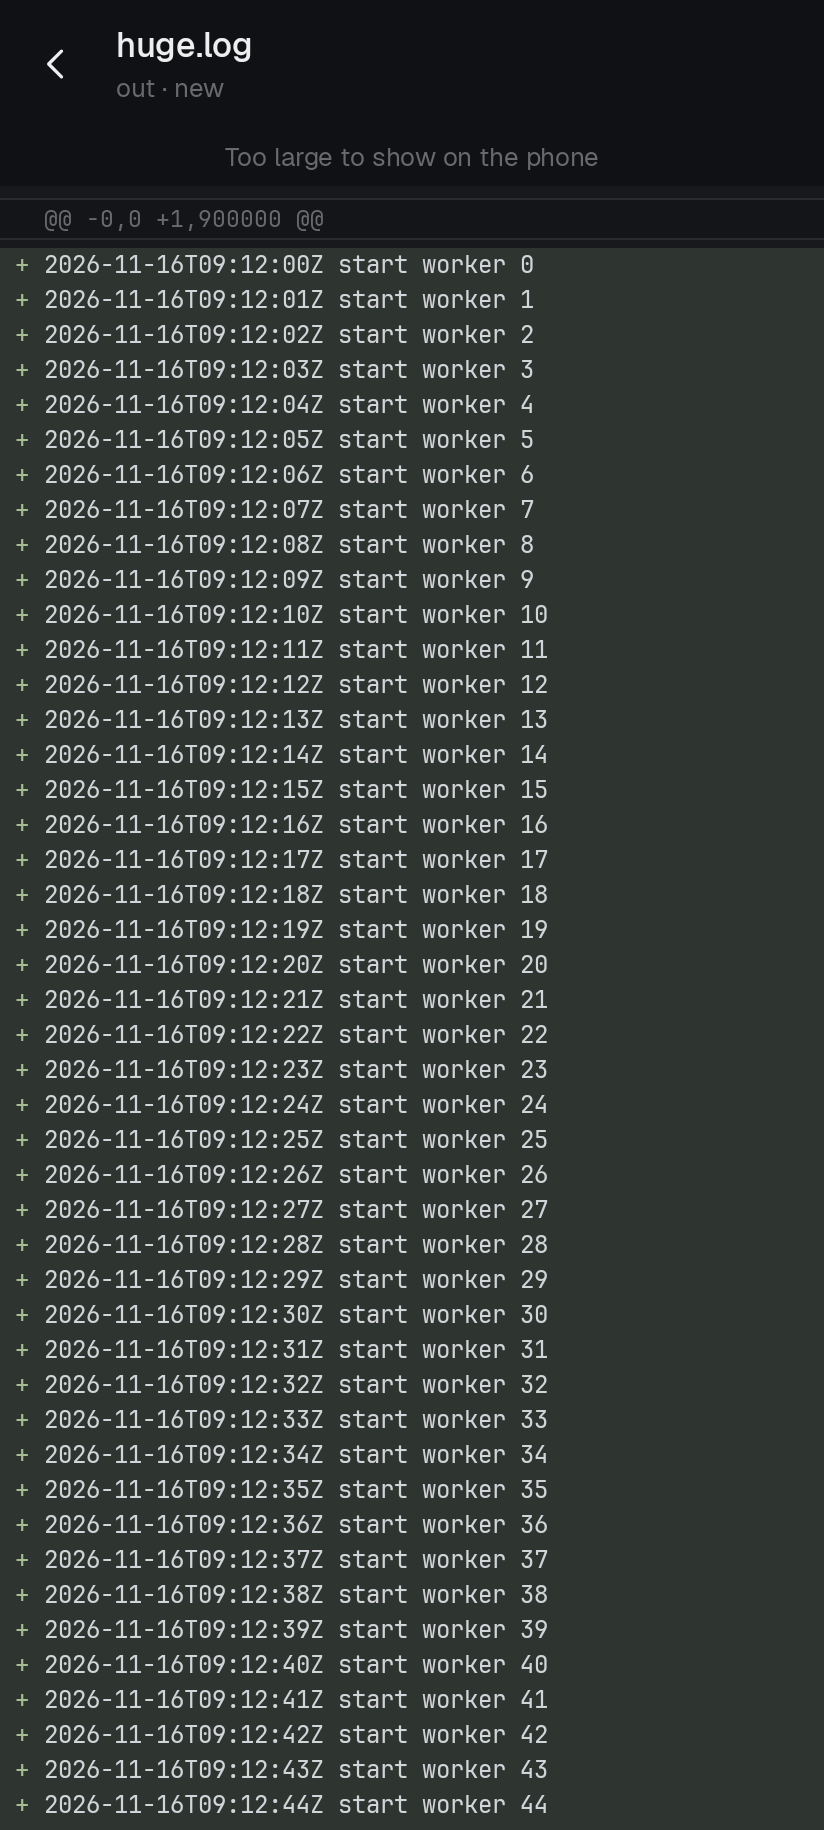 huge.log
out · new
Too large to show on the phone
@@ -0,0 +1,900000 @@
+ 2026-11-16T09:12:00Z start worker 0
+ 2026-11-16T09:12:01Z start worker 1
+ 2026-11-16T09:12:02Z start worker 2
+ 2026-11-16T09:12:03Z start worker 3
+ 2026-11-16T09:12:04Z start worker 4
+ 2026-11-16T09:12:05Z start worker 5
+ 2026-11-16T09:12:06Z start worker 6
+ 2026-11-16T09:12:07Z start worker 7
+ 2026-11-16T09:12:08Z start worker 8
+ 2026-11-16T09:12:09Z start worker 9
+ 2026-11-16T09:12:10Z start worker 10
+ 2026-11-16T09:12:11Z start worker 11
+ 2026-11-16T09:12:12Z start worker 12
+ 2026-11-16T09:12:13Z start worker 13
+ 2026-11-16T09:12:14Z start worker 14
+ 2026-11-16T09:12:15Z start worker 15
+ 2026-11-16T09:12:16Z start worker 16
+ 2026-11-16T09:12:17Z start worker 17
+ 2026-11-16T09:12:18Z start worker 18
+ 2026-11-16T09:12:19Z start worker 19
+ 2026-11-16T09:12:20Z start worker 20
+ 2026-11-16T09:12:21Z start worker 21
+ 2026-11-16T09:12:22Z start worker 22
+ 2026-11-16T09:12:23Z start worker 23
+ 2026-11-16T09:12:24Z start worker 24
+ 2026-11-16T09:12:25Z start worker 25
+ 2026-11-16T09:12:26Z start worker 26
+ 2026-11-16T09:12:27Z start worker 27
+ 2026-11-16T09:12:28Z start worker 28
+ 2026-11-16T09:12:29Z start worker 29
+ 2026-11-16T09:12:30Z start worker 30
+ 2026-11-16T09:12:31Z start worker 31
+ 2026-11-16T09:12:32Z start worker 32
+ 2026-11-16T09:12:33Z start worker 33
+ 2026-11-16T09:12:34Z start worker 34
+ 2026-11-16T09:12:35Z start worker 35
+ 2026-11-16T09:12:36Z start worker 36
+ 2026-11-16T09:12:37Z start worker 37
+ 2026-11-16T09:12:38Z start worker 38
+ 2026-11-16T09:12:39Z start worker 39
+ 2026-11-16T09:12:40Z start worker 40
+ 2026-11-16T09:12:41Z start worker 41
+ 2026-11-16T09:12:42Z start worker 42
+ 2026-11-16T09:12:43Z start worker 43
+ 2026-11-16T09:12:44Z start worker 44